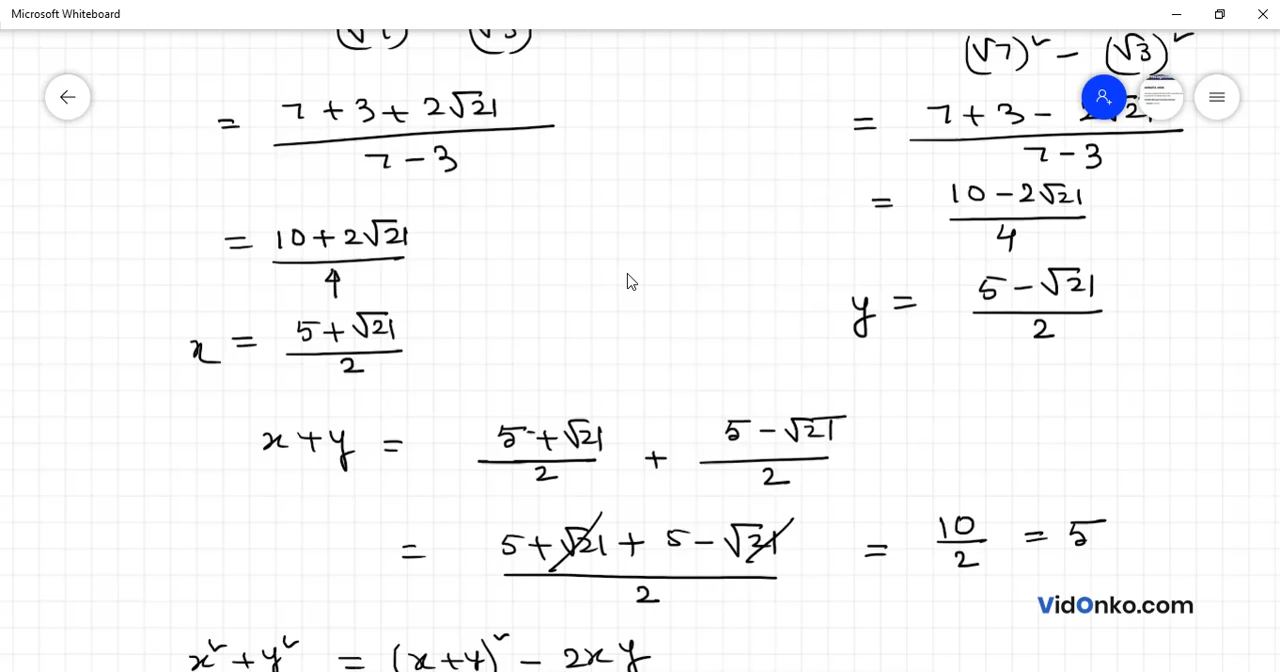 Microsoft Whiteboard
(√7)² − (√3)²
= 7 + 3 + 2√21 / 7 − 3
= 7 + 3 − 2√21 / 7 − 3
= 10 + 2√21 / 4
= 10 − 2√21 / 4
x = 5 + √21 / 2
y = 5 − √21 / 2
x + y = 5 + √21 / 2 + 5 − √21 / 2
= 5 + √21 + 5 − √21 / 2 = 10 / 2 = 5
VidOnko.com
x² + y² = (x + y)² − 2xy